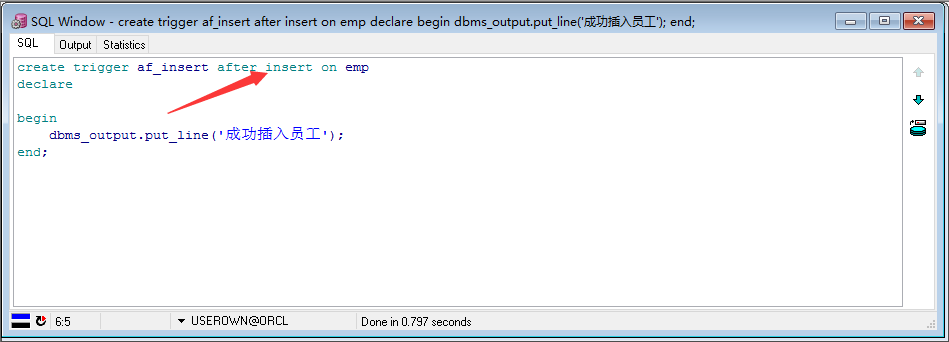 SQL Window - create trigger af_insert after insert on emp declare begin dbms_output.put_line('成功插入员工'); end;
SQL Output Statistics
create trigger af_insert after insert on emp
declare
begin
dbms_output.put_line('成功插入员工');
end;
6:5 USEROWN@ORCL Done in 0.797 seconds